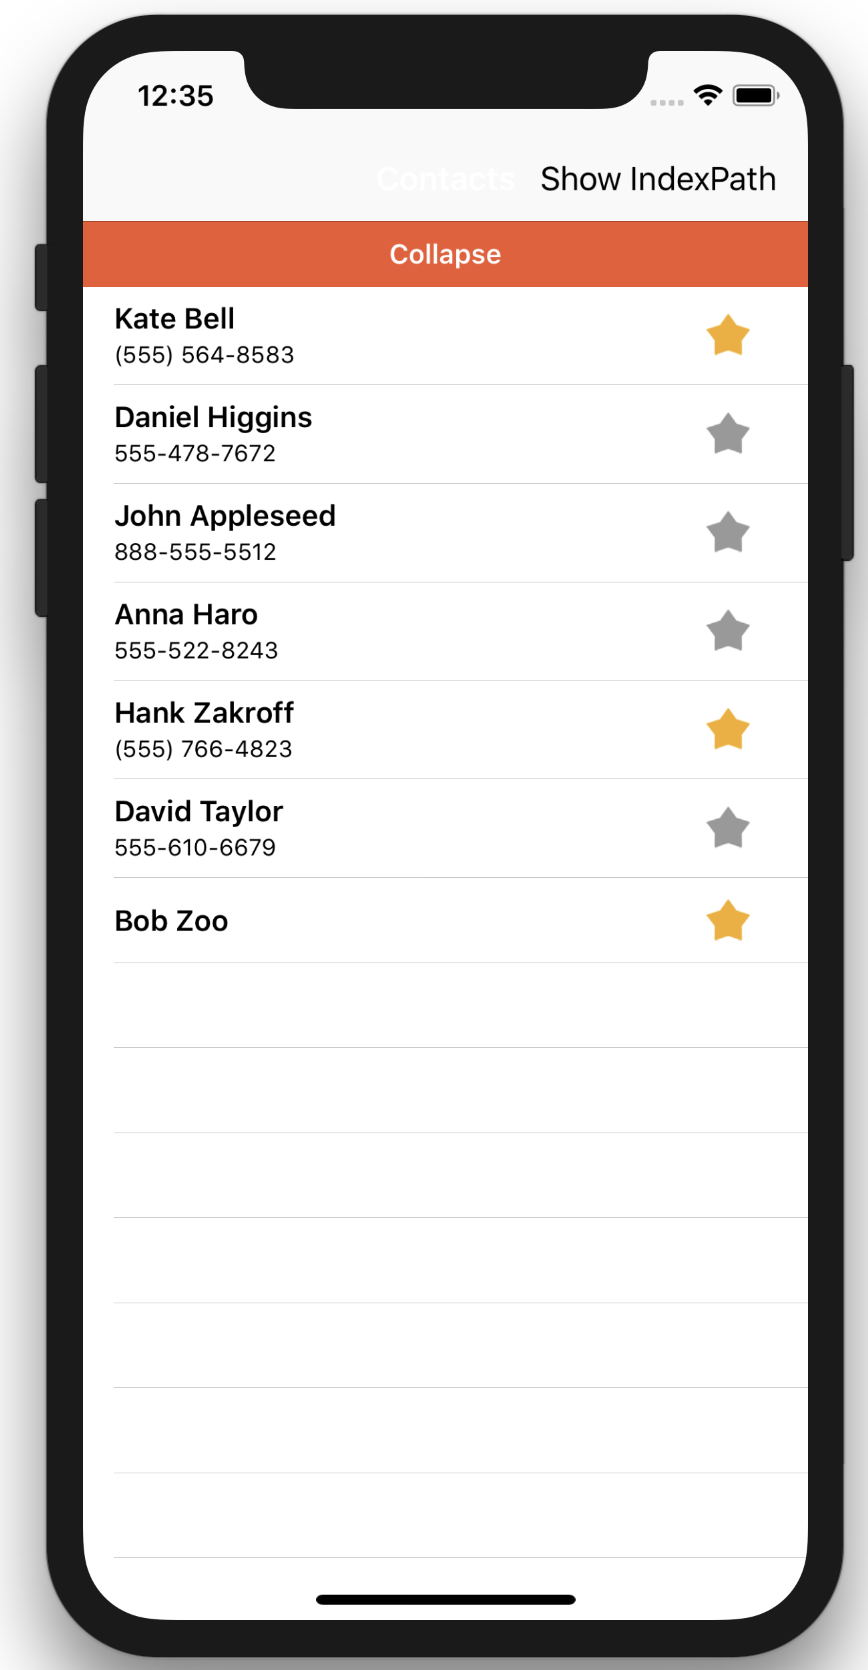 12:35
Contacts Show IndexPath
Collapse
Kate Bell
(555) 564-8583
Daniel Higgins
555-478-7672
John Appleseed
888-555-5512
Anna Haro
555-522-8243
Hank Zakroff
(555) 766-4823
David Taylor
555-610-6679
Bob Zoo